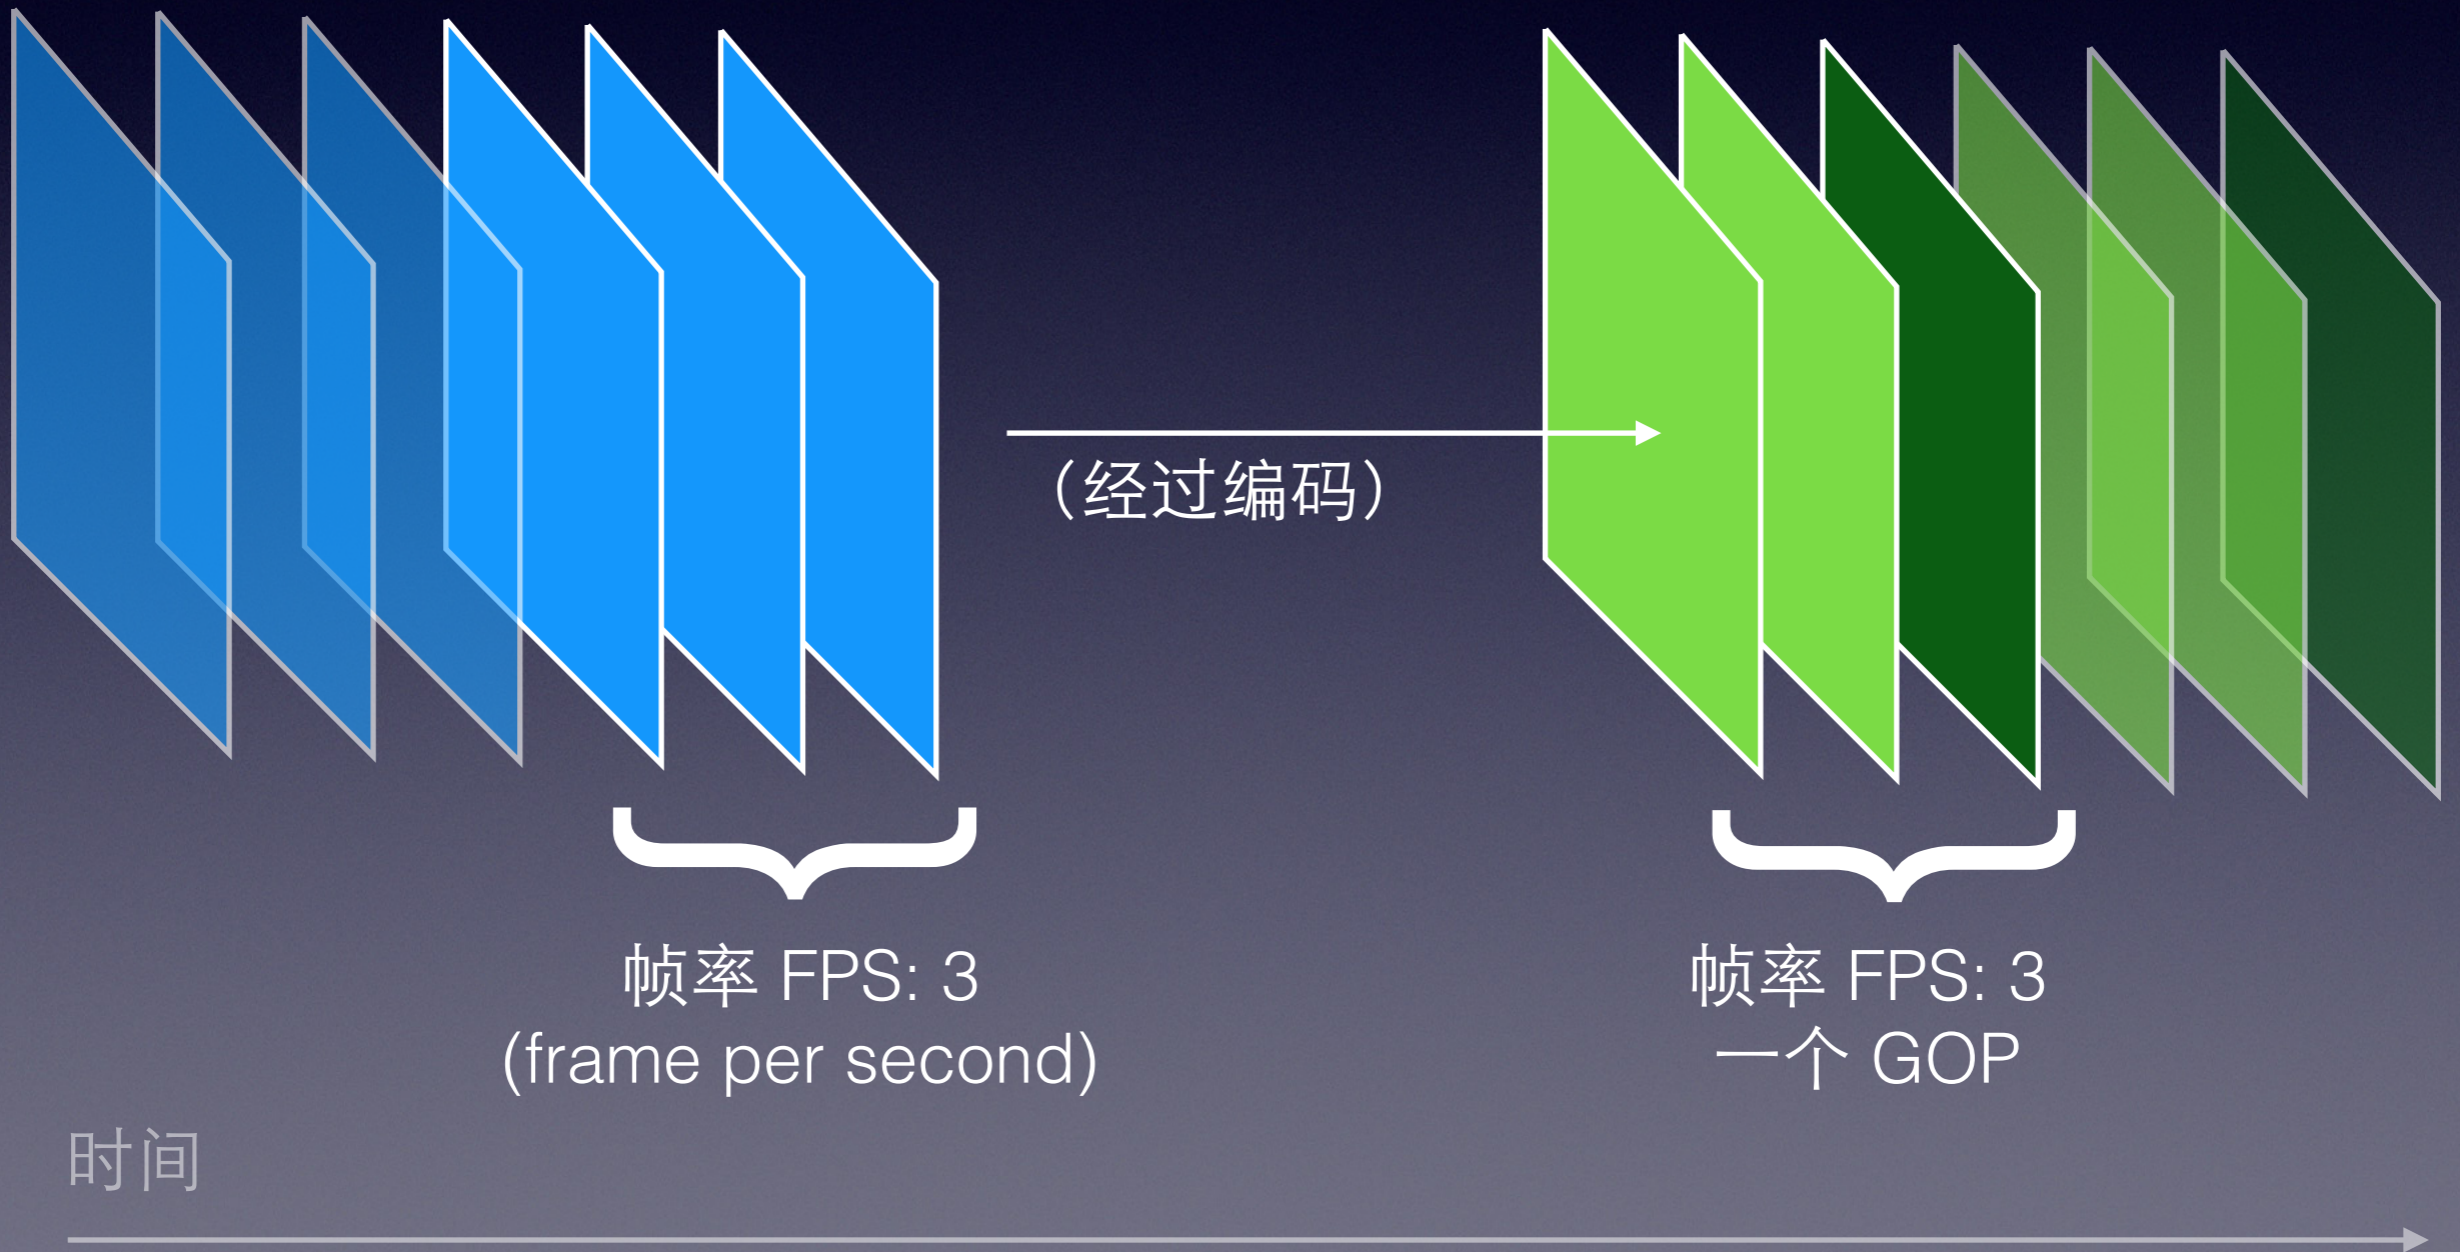 （经过编码）
帧率 FPS: 3
(frame per second)
帧率 FPS: 3
一个 GOP
时间